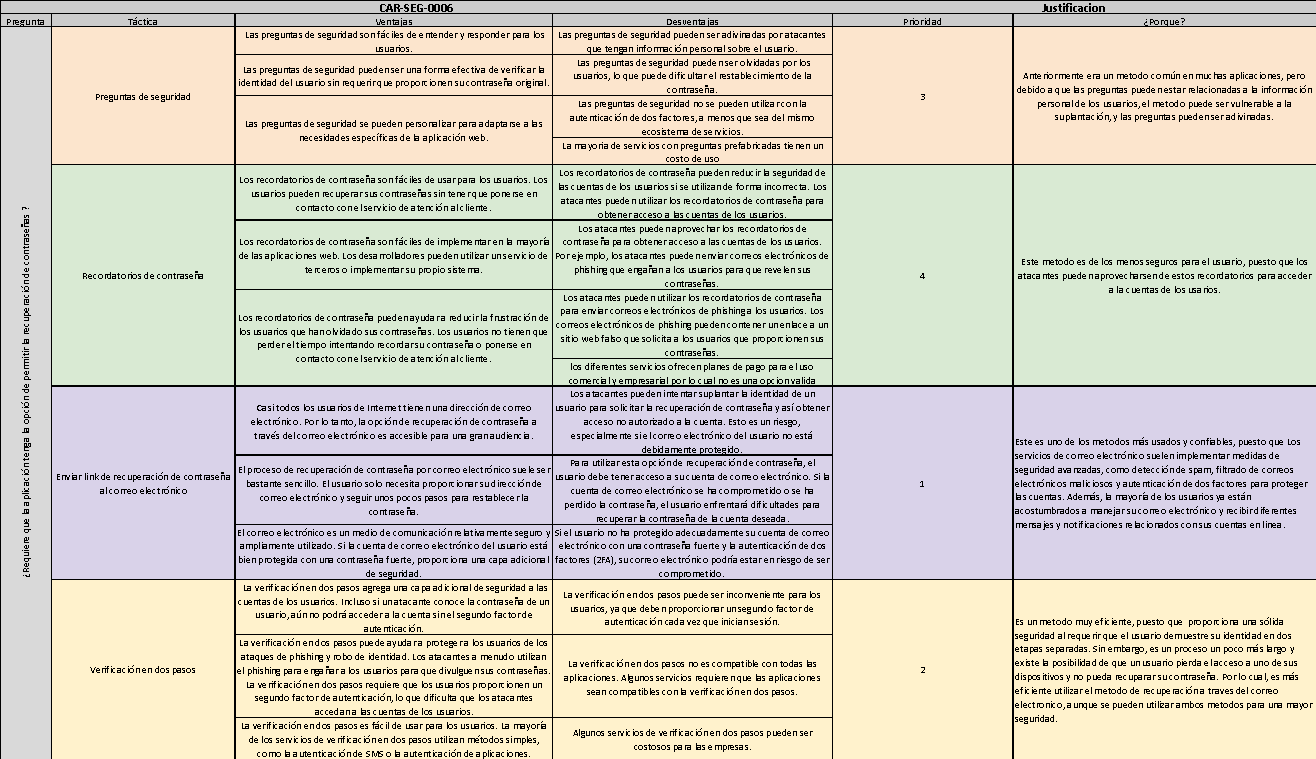 CAR-SEG-0006
Justificacion
Pregunta
Táctica
Ventajas
Desventajas
Prioridad
¿Porque?
¿Requiere que la aplicación tenga la opción de permitir la recuperación de contraseñas ?
Preguntas de seguridad
Las preguntas de seguridad son fáciles de entender y responder para los
usuarios.
Las preguntas de seguridad pueden ser una forma efectiva de verificar la
identidad del usuario sin requerir que proporcionen su contraseña original.
Las preguntas de seguridad se pueden personalizar para adaptarse a las
necesidades específicas de la aplicación web.
Las preguntas de seguridad pueden ser adivinadas por atacantes
que tengan información personal sobre el usuario.
Las preguntas de seguridad pueden ser olvidadas por los
usuarios, lo que puede dificultar el restablecimiento de la
contraseña.
Las preguntas de seguridad no se pueden utilizar con la
autenticación de dos factores, a menos que sea del mismo
ecosistema de servicios.
La mayoria de servicios con preguntas prefabricadas tienen un
costo de uso
3
Anteriormente era un metodo común en muchas aplicaciones, pero
debido a que las preguntas pueden estar relacionadas a la información
personal de los usuarios, el metodo puede ser vulnerable a la
suplantación, y las preguntas pueden ser adivinadas.
Recordatorios de contraseña
Los recordatorios de contraseña son fáciles de usar para los usuarios. Los
usuarios pueden recuperar sus contraseñas sin tener que ponerse en
contacto con el servicio de atención al cliente.
Los recordatorios de contraseña son fáciles de implementar en la mayoría
de las aplicaciones web. Los desarrolladores pueden utilizar un servicio de
terceros o implementar su propio sistema.
Los recordatorios de contraseña pueden ayudar a reducir la frustración de
los usuarios que han olvidado sus contraseñas. Los usuarios no tienen que
perder el tiempo intentando recordar su contraseña o ponerse en
contacto con el servicio de atención al cliente.
Los recordatorios de contraseña pueden reducir la seguridad de
las cuentas de los usuarios si se utilizan de forma incorrecta. Los
atacantes pueden utilizar los recordatorios de contraseña para
obtener acceso a las cuentas de los usuarios.
Los atacantes pueden aprovechar los recordatorios de
contraseña para obtener acceso a las cuentas de los usuarios.
Por ejemplo, los atacantes pueden enviar correos electrónicos de
phishing que engañan a los usuarios para que revelen sus
contraseñas.
Los atacantes pueden utilizar los recordatorios de contraseña
para enviar correos electrónicos de phishing a los usuarios. Los
correos electrónicos de phishing pueden contener un enlace a un
sitio web falso que solicita a los usuarios que proporcionen sus
contraseñas.
los diferentes servicios ofrecen planes de pago para el uso
comercial y empresarial por lo cual no es una opcion valida
4
Este metodo es de los menos seguros para el usuario, puesto que los
atacantes pueden aprovecharsen de estos recordatorios para acceder
a la cuentas de los usarios.
Enviar link de recuperación de contraseña
al correo electrónico
Casi todos los usuarios de Internet tienen una dirección de correo
electrónico. Por lo tanto, la opción de recuperación de contraseña a
través del correo electrónico es accesible para una gran audiencia.
El proceso de recuperación de contraseña por correo electrónico suele ser
bastante sencillo. El usuario solo necesita proporcionar su dirección de
correo electrónico y seguir unos pocos pasos para restablecer la
contraseña.
El correo electrónico es un medio de comunicación relativamente seguro y
ampliamente utilizado. Si la cuenta de correo electrónico del usuario está
bien protegida con una contraseña fuerte, proporciona una capa adicional
de seguridad.
Los atacantes pueden intentar suplantar la identidad de un
usuario para solicitar la recuperación de contraseña y así obtener
acceso no autorizado a la cuenta. Esto es un riesgo,
especialmente si el correo electrónico del usuario no está
debidamente protegido.
Para utilizar esta opción de recuperación de contraseña, el
usuario debe tener acceso a su cuenta de correo electrónico. Si la
cuenta de correo electrónico se ha comprometido o se ha
perdido la contraseña, el usuario enfrentará dificultades para
recuperar la contraseña de la cuenta deseada.
Si el usuario no ha protegido adecuadamente su cuenta de correo
electrónico con una contraseña fuerte y la autenticación de dos
factores (2FA), su correo electrónico podría estar en riesgo de ser
comprometido.
1
Este es uno de los metodos más usados y confiables, puesto que Los
servicios de correo electrónico suelen implementar medidas de
seguridad avanzadas, como detección de spam, filtrado de correos
electrónicos maliciosos y autenticación de dos factores para proteger
las cuentas. Además, la mayoría de los usuarios ya están
acostumbrados a manejar su correo electrónico y recibir diferentes
mensajes y notificaciones relacionados con sus cuentas en linea.
Verificación en dos pasos
La verificación en dos pasos agrega una capa adicional de seguridad a las
cuentas de los usuarios. Incluso si un atacante conoce la contraseña de un
usuario, aún no podrá acceder a la cuenta sin el segundo factor de
autenticación.
La verificación en dos pasos puede ayudar a proteger a los usuarios de los
ataques de phishing y robo de identidad. Los atacantes a menudo utilizan
el phishing para engañar a los usuarios para que divulguen sus contraseñas.
La verificación en dos pasos requiere que los usuarios proporcionen un
segundo factor de autenticación, lo que dificulta que los atacantes
accedan a las cuentas de los usuarios.
La verificación en dos pasos es fácil de usar para los usuarios. La mayoría
de los servicios de verificación en dos pasos utilizan métodos simples,
como la autenticación de SMS o la autenticación de aplicaciones.
La verificación en dos pasos puede ser inconveniente para los
usuarios, ya que deben proporcionar un segundo factor de
autenticación cada vez que inician sesión.
La verificación en dos pasos no es compatible con todas las
aplicaciones. Algunos servicios requieren que las aplicaciones
sean compatibles con la verificación en dos pasos.
Algunos servicios de verificación en dos pasos pueden ser
costosos para las empresas.
2
Es un metodo muy eficiente, puesto que proporciona una sólida
seguridad al requerir que el usuario demuestre su identidad en dos
etapas separadas. Sin embargo, es un proceso un poco más largo y
existe la posibilidad de que un usuario pierda el acceso a uno de sus
dispositivos y no pueda recuparar su contraseña. Por lo cual, es más
eficiente utilizar el metodo de recuperación a traves del correo
electronico, aunque se pueden utilizar ambos metodos para una mayor
seguridad.